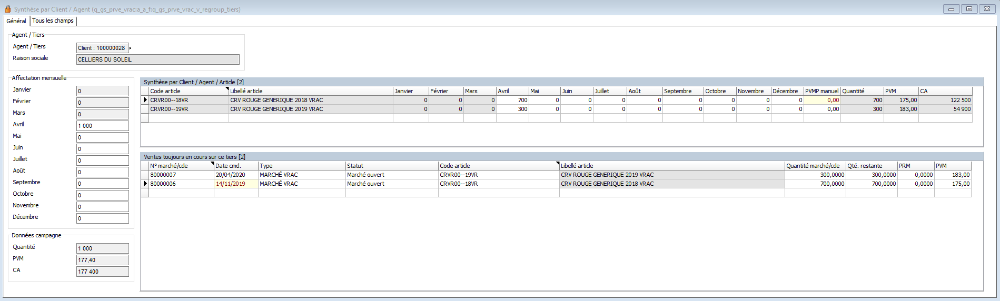 Synthèse par Client / Agent (q_gs_prve_vrac:a_a_f:q_gs_prve_vrac_v_regroup_tiers)
Général Tous les champs
Agent / Tiers
Agent / Tiers Client : 100000028
Raison sociale CELLIERS DU SOLEIL
Affectation mensuelle
Janvier 0
Février 0
Mars 0
Avril 1 000
Mai 0
Juin 0
Juillet 0
Août 0
Septembre 0
Octobre 0
Novembre 0
Décembre 0
Données campagne
Quantité 1 000
PVM 177,40
CA 177 400
Synthèse par Client / Agent / Article [2]
Code article Libellé article Janvier Février Mars Avril Mai Juin Juillet Août Septembre Octobre Novembre Décembre PVMP manuel Quantité PVM CA
CRVR00--18VR CRV ROUGE GENERIQUE 2018 VRAC 0 0 0 700 0 0 0 0 0 0 0 0 0,00 700 175,00 122 500
CRVR00--19VR CRV ROUGE GENERIQUE 2019 VRAC 0 0 0 300 0 0 0 0 0 0 0 0 0,00 300 183,00 54 900
Ventes toujours en cours sur ce tiers [2]
N° marché/cde Date cmd. Type Statut Code article Libellé article Quantité marché/cde Qté. restante PRM PVM
80000007 20/04/2020 MARCHÉ VRAC Marché ouvert CRVR00--19VR CRV ROUGE GENERIQUE 2019 VRAC 300,0000 300,0000 0,0000 183,00
80000006 14/11/2019 MARCHÉ VRAC Marché ouvert CRVR00--18VR CRV ROUGE GENERIQUE 2018 VRAC 700,0000 700,0000 0,0000 175,00